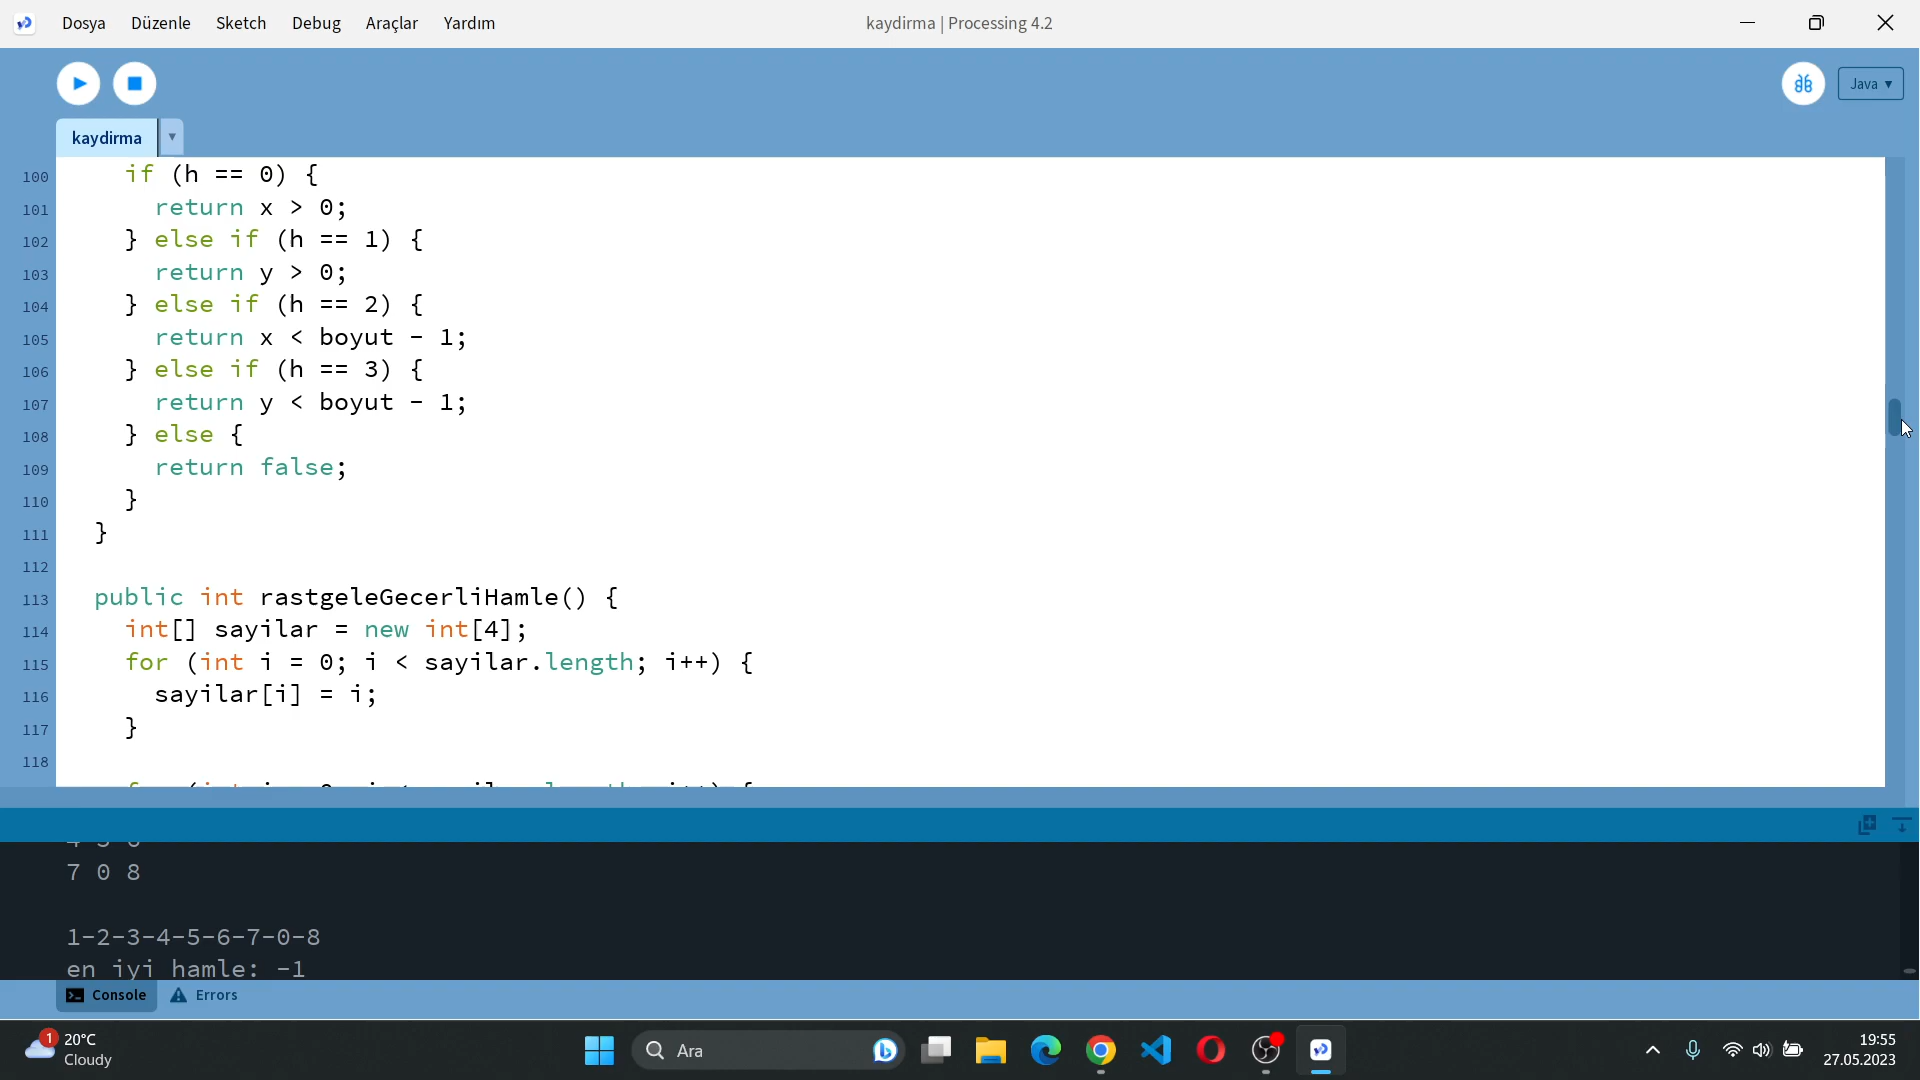 Dosya Düzenle Sketch Debug Araçlar Yardım
kaydirma | Processing 4.2
Java ▾
kaydirma
100 if (h == 0) {
101 return x > 0;
102 } else if (h == 1) {
103 return y > 0;
104 } else if (h == 2) {
105 return x < boyut - 1;
106 } else if (h == 3) {
107 return y < boyut - 1;
108 } else {
109 return false;
110 }
111 }
112
113 public int rastgeleGecerliHamle() {
114 int[] sayilar = new int[4];
115 for (int i = 0; i < sayilar.length; i++) {
116 sayilar[i] = i;
117 }
118
7 0 8
1-2-3-4-5-6-7-0-8
en iyi hamle: -1
Console Errors
1
20°C
Cloudy
Ara
19:55
27.05.2023